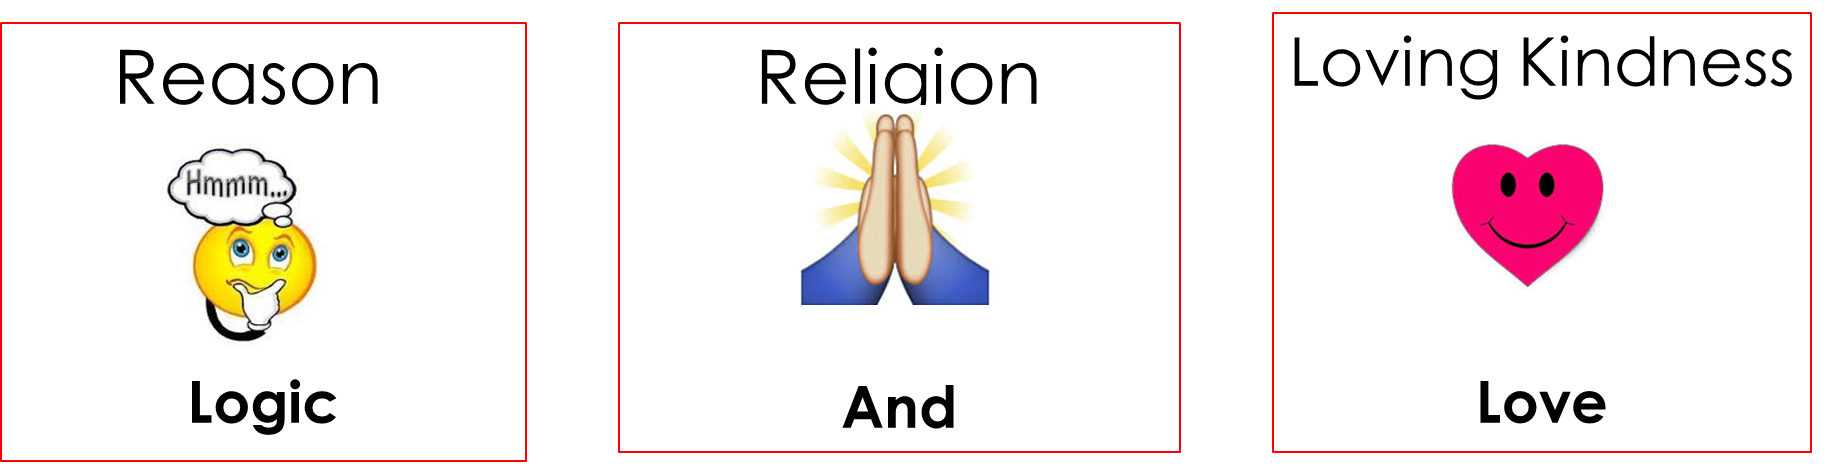 Reason
Hmmm...
Logic
Religion
And
Loving Kindness
Love